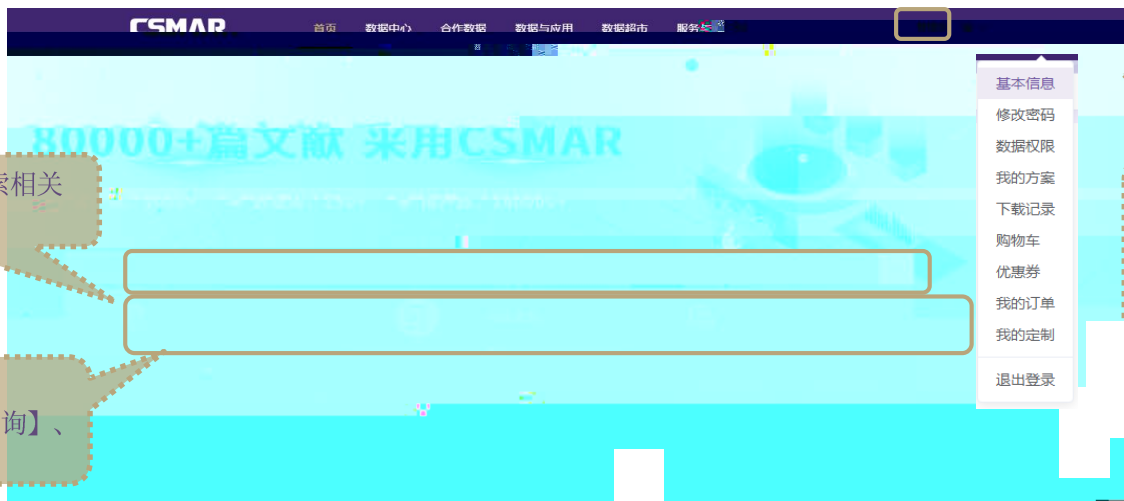 CSMAR
首页 数据中心 合作数据 数据与应用 数据超市 服务
80000+篇文献 采用CSMAR
索相关
询】、
基本信息
修改密码
数据权限
我的方案
下载记录
购物车
优惠券
我的订单
我的定制
退出登录